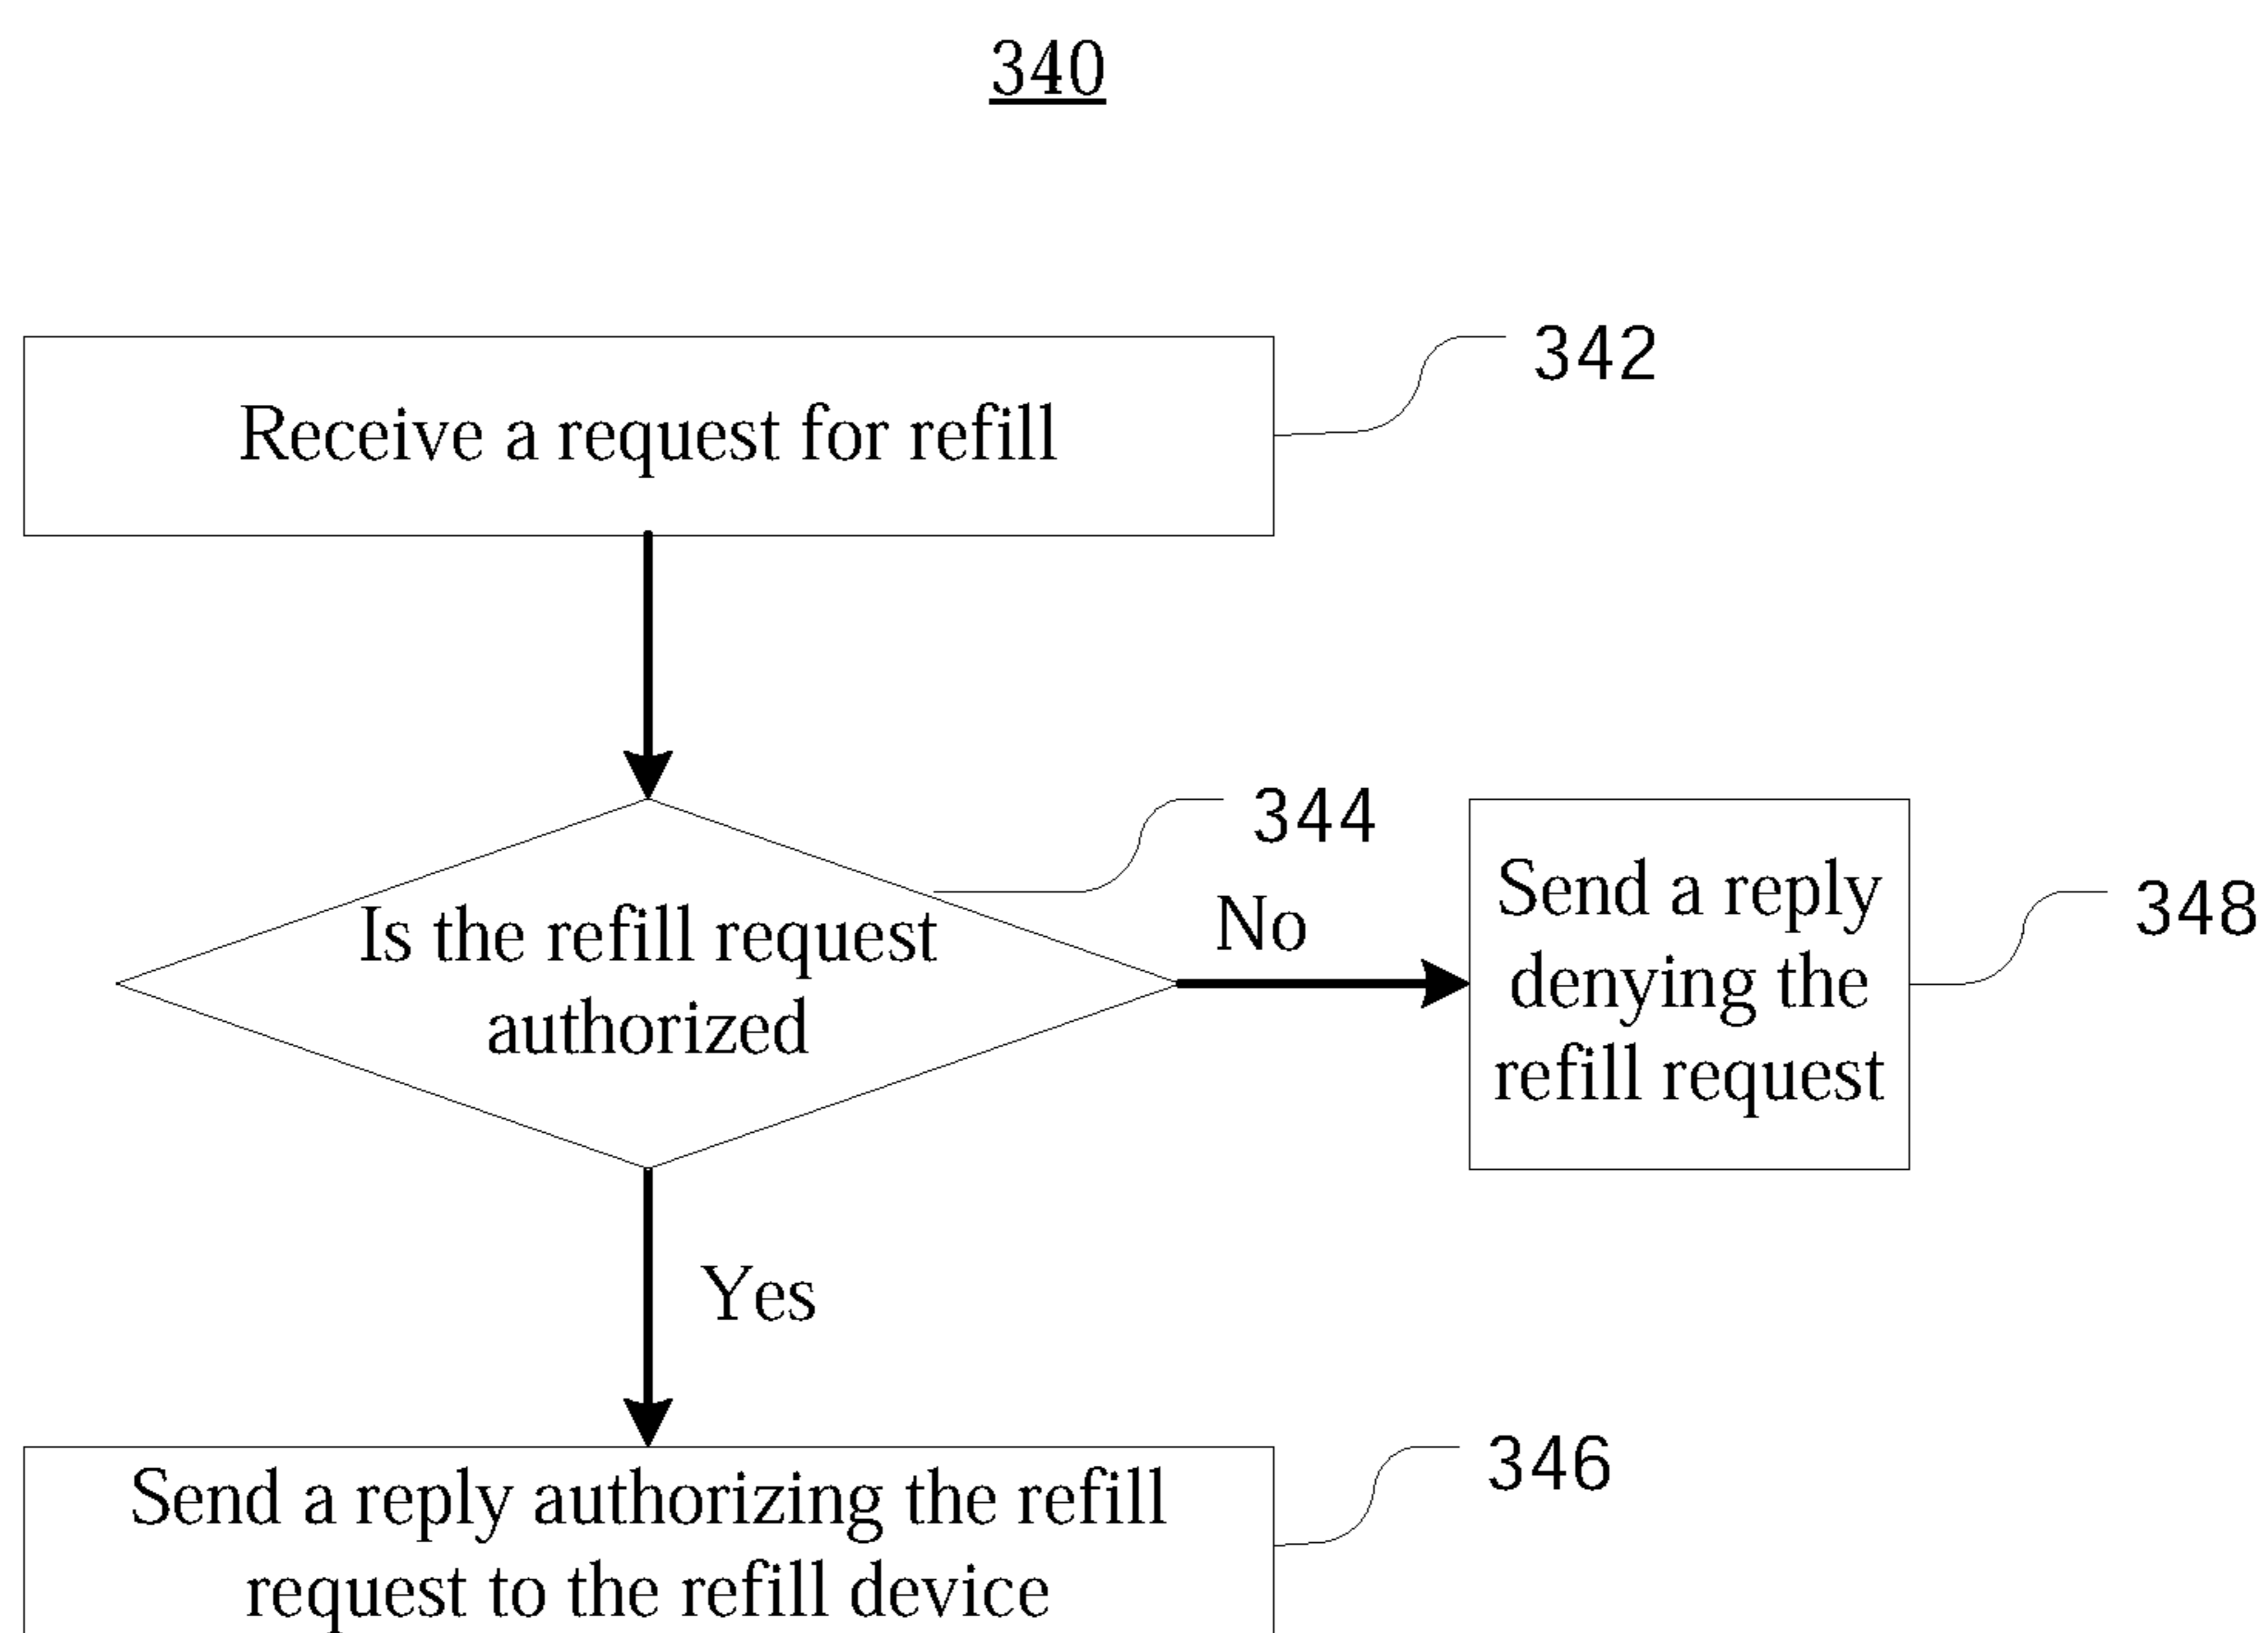 340
342
Receive a request for refill
344
Is the refill request
authorized
No
Send a reply
denying the
refill request
348
Yes
346
Send a reply authorizing the refill
request to the refill device